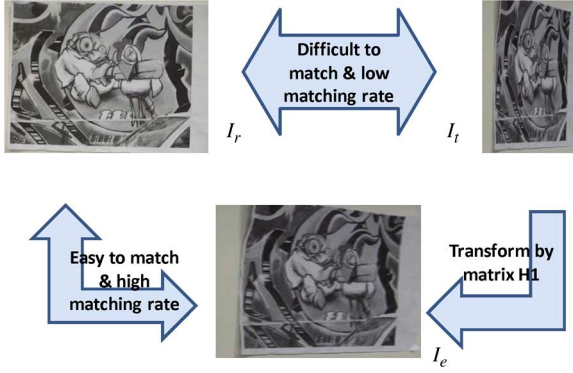 Difficult to
match & low
matching rate
I_r
I_t
Easy to match
& high
matching rate
Transform by
matrix H1
I_e